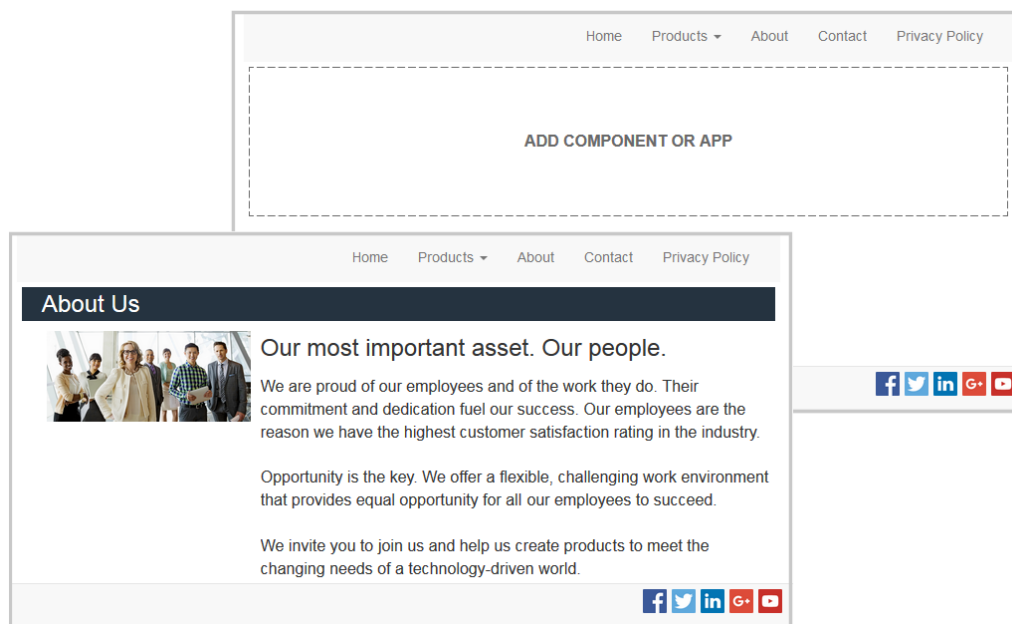 Home Products About Contact Privacy Policy
ADD COMPONENT OR APP
Home Products About Contact Privacy Policy
About Us
Our most important asset. Our people.
We are proud of our employees and of the work they do. Their
commitment and dedication fuel our success. Our employees are the
reason we have the highest customer satisfaction rating in the industry.
Opportunity is the key. We offer a flexible, challenging work environment
that provides equal opportunity for all our employees to succeed.
We invite you to join us and help us create products to meet the
changing needs of a technology-driven world.
f in G+
f in G+